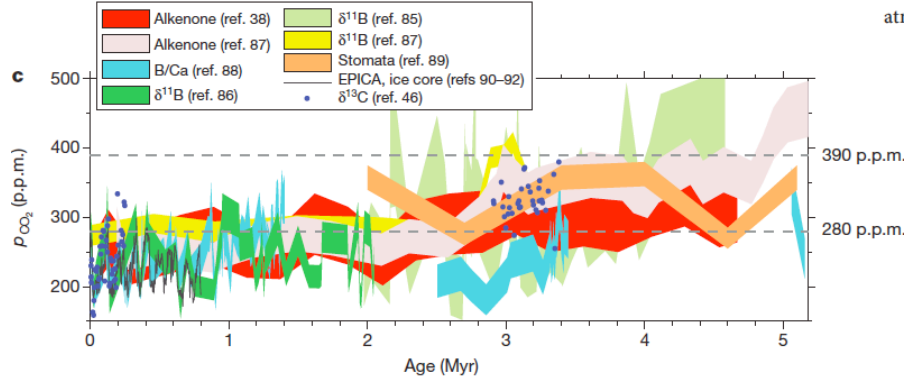 Alkenone (ref. 38)
Alkenone (ref. 87)
B/Ca (ref. 88)
δ¹¹B (ref. 86)
δ¹¹B (ref. 85)
δ¹¹B (ref. 87)
Stomata (ref. 89)
EPICA, ice core (refs 90–92)
δ¹³C (ref. 46)
atm
c
500
400
300
200
pCO₂ (p.p.m.)
390 p.p.m.
280 p.p.m.
0 1 2 3 4 5
Age (Myr)